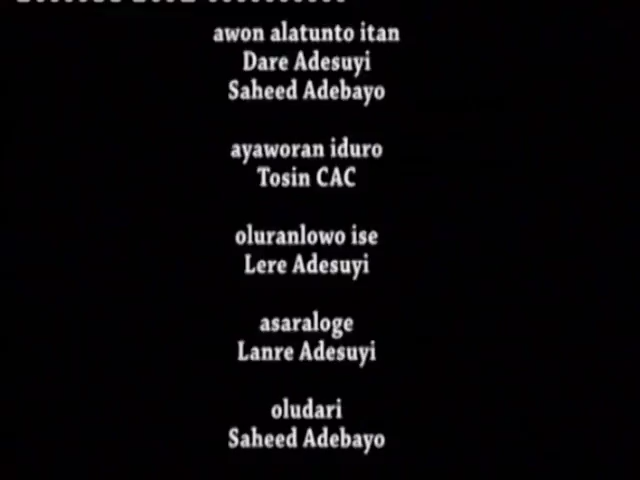 awon alatunto itan
Dare Adesuyi
Saheed Adebayo
ayaworan iduro
Tosin CAC
oluranlowo ise
Lere Adesuyi
asaraloge
Lanre Adesuyi
oludari
Saheed Adebayo